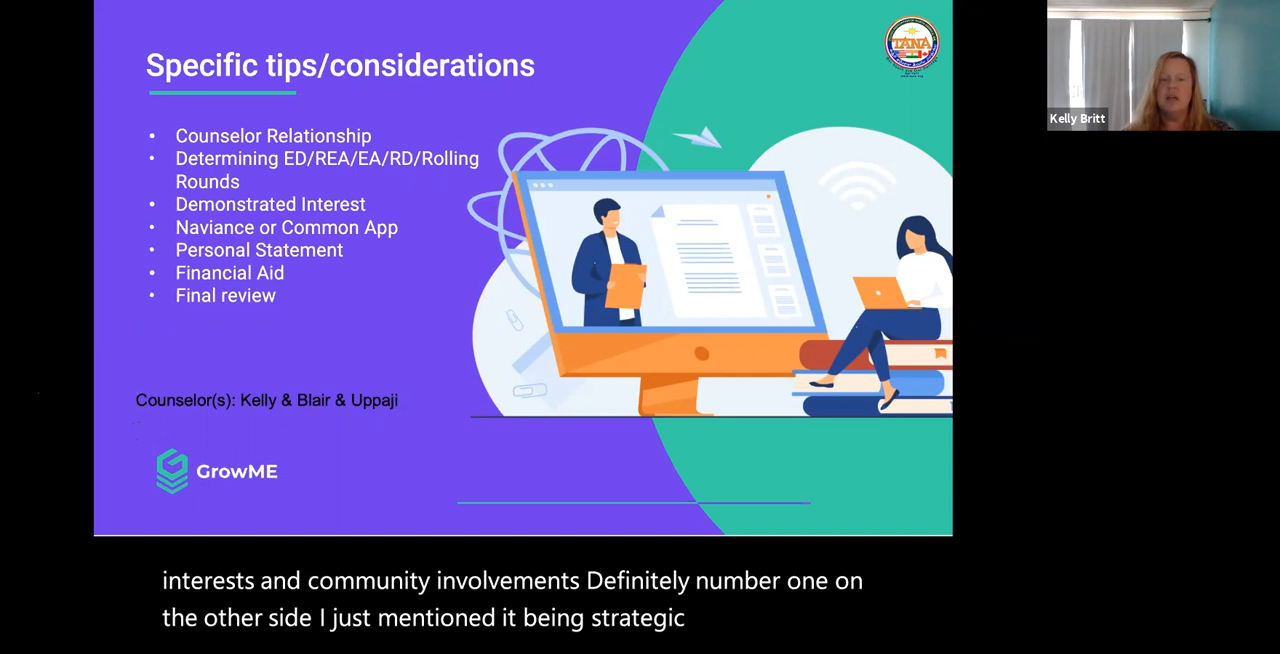 Specific tips/considerations
TANA
• Counselor Relationship
• Determining ED/REA/EA/RD/Rolling
Rounds
• Demonstrated Interest
• Naviance or Common App
• Personal Statement
• Financial Aid
• Final review
Counselor(s): Kelly & Blair & Uppaji
GrowME
Kelly Britt
interests and community involvements Definitely number one on
the other side I just mentioned it being strategic